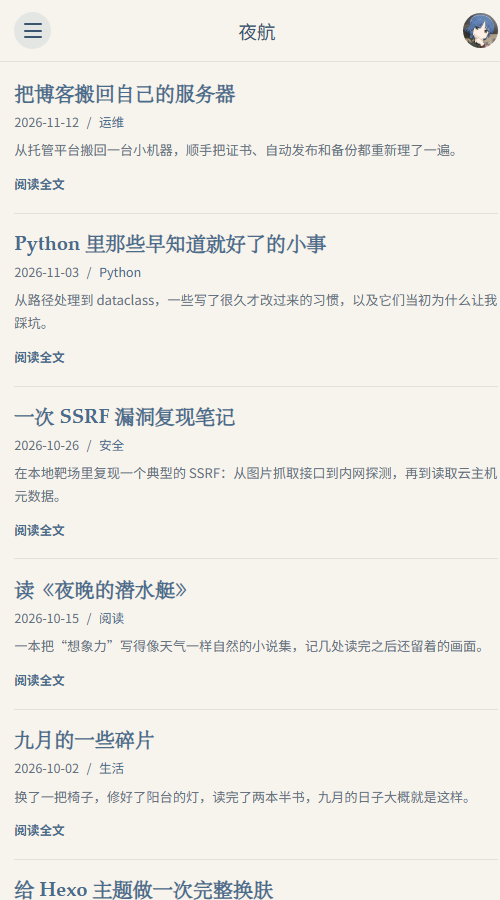 夜航
把博客搬回自己的服务器
2026-11-12 / 运维
从托管平台搬回一台小机器，顺手把证书、自动发布和备份都重新理了一遍。
阅读全文
Python 里那些早知道就好了的小事
2026-11-03 / Python
从路径处理到 dataclass，一些写了很久才改过来的习惯，以及它们当初为什么让我
踩坑。
阅读全文
一次 SSRF 漏洞复现笔记
2026-10-26 / 安全
在本地靶场里复现一个典型的 SSRF：从图片抓取接口到内网探测，再到读取云主机
元数据。
阅读全文
读《夜晚的潜水艇》
2026-10-15 / 阅读
一本把“想象力”写得像天气一样自然的小说集，记几处读完之后还留着的画面。
阅读全文
九月的一些碎片
2026-10-02 / 生活
换了一把椅子，修好了阳台的灯，读完了两本半书，九月的日子大概就是这样。
阅读全文
给 Hexo 主题做一次完整换肤